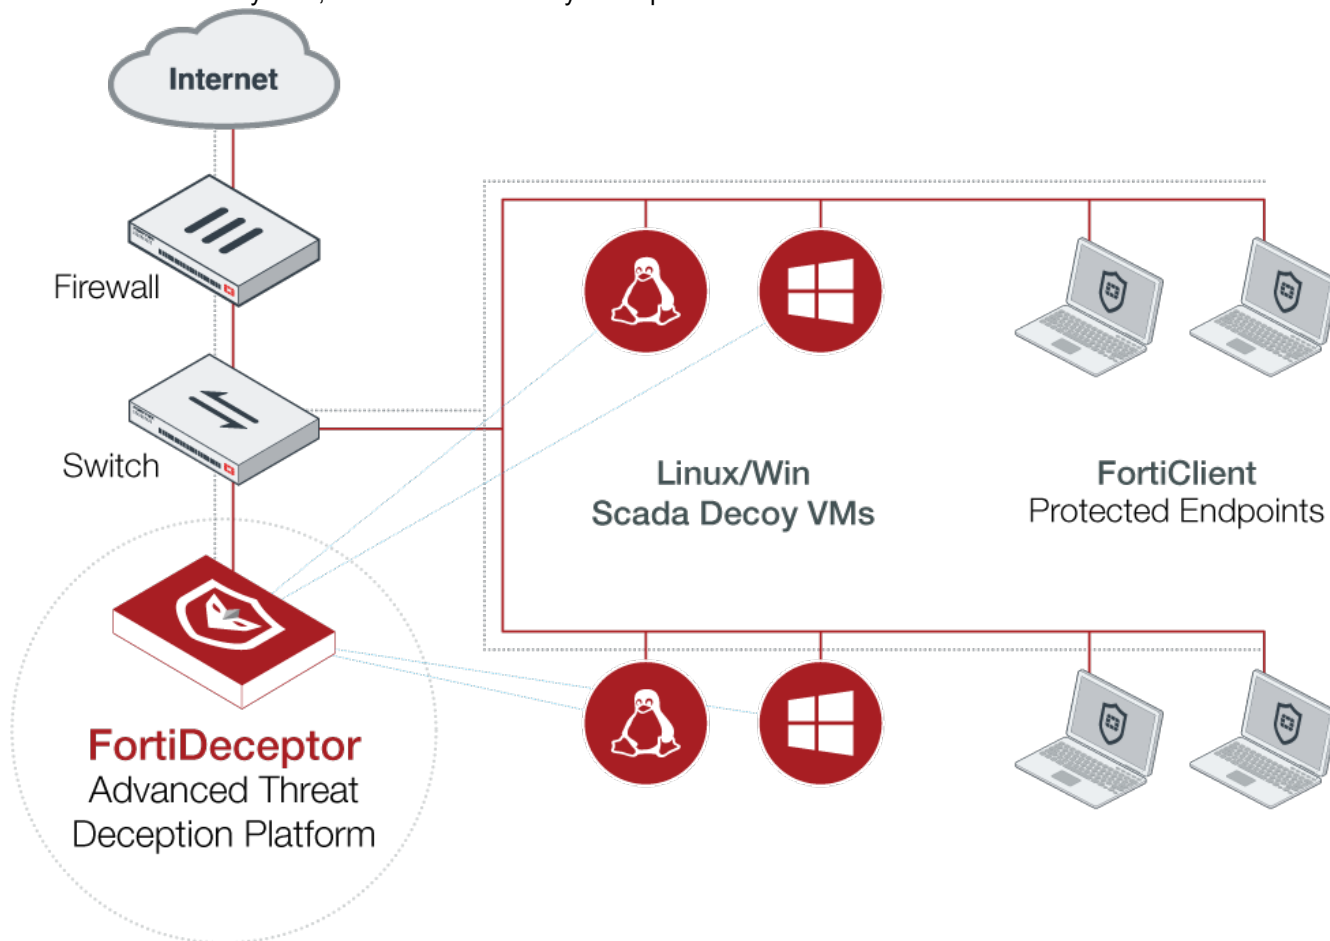 Internet
Firewall
Switch
Linux/Win
Scada Decoy VMs
FortiClient
Protected Endpoints
FortiDeceptor
Advanced Threat
Deception Platform